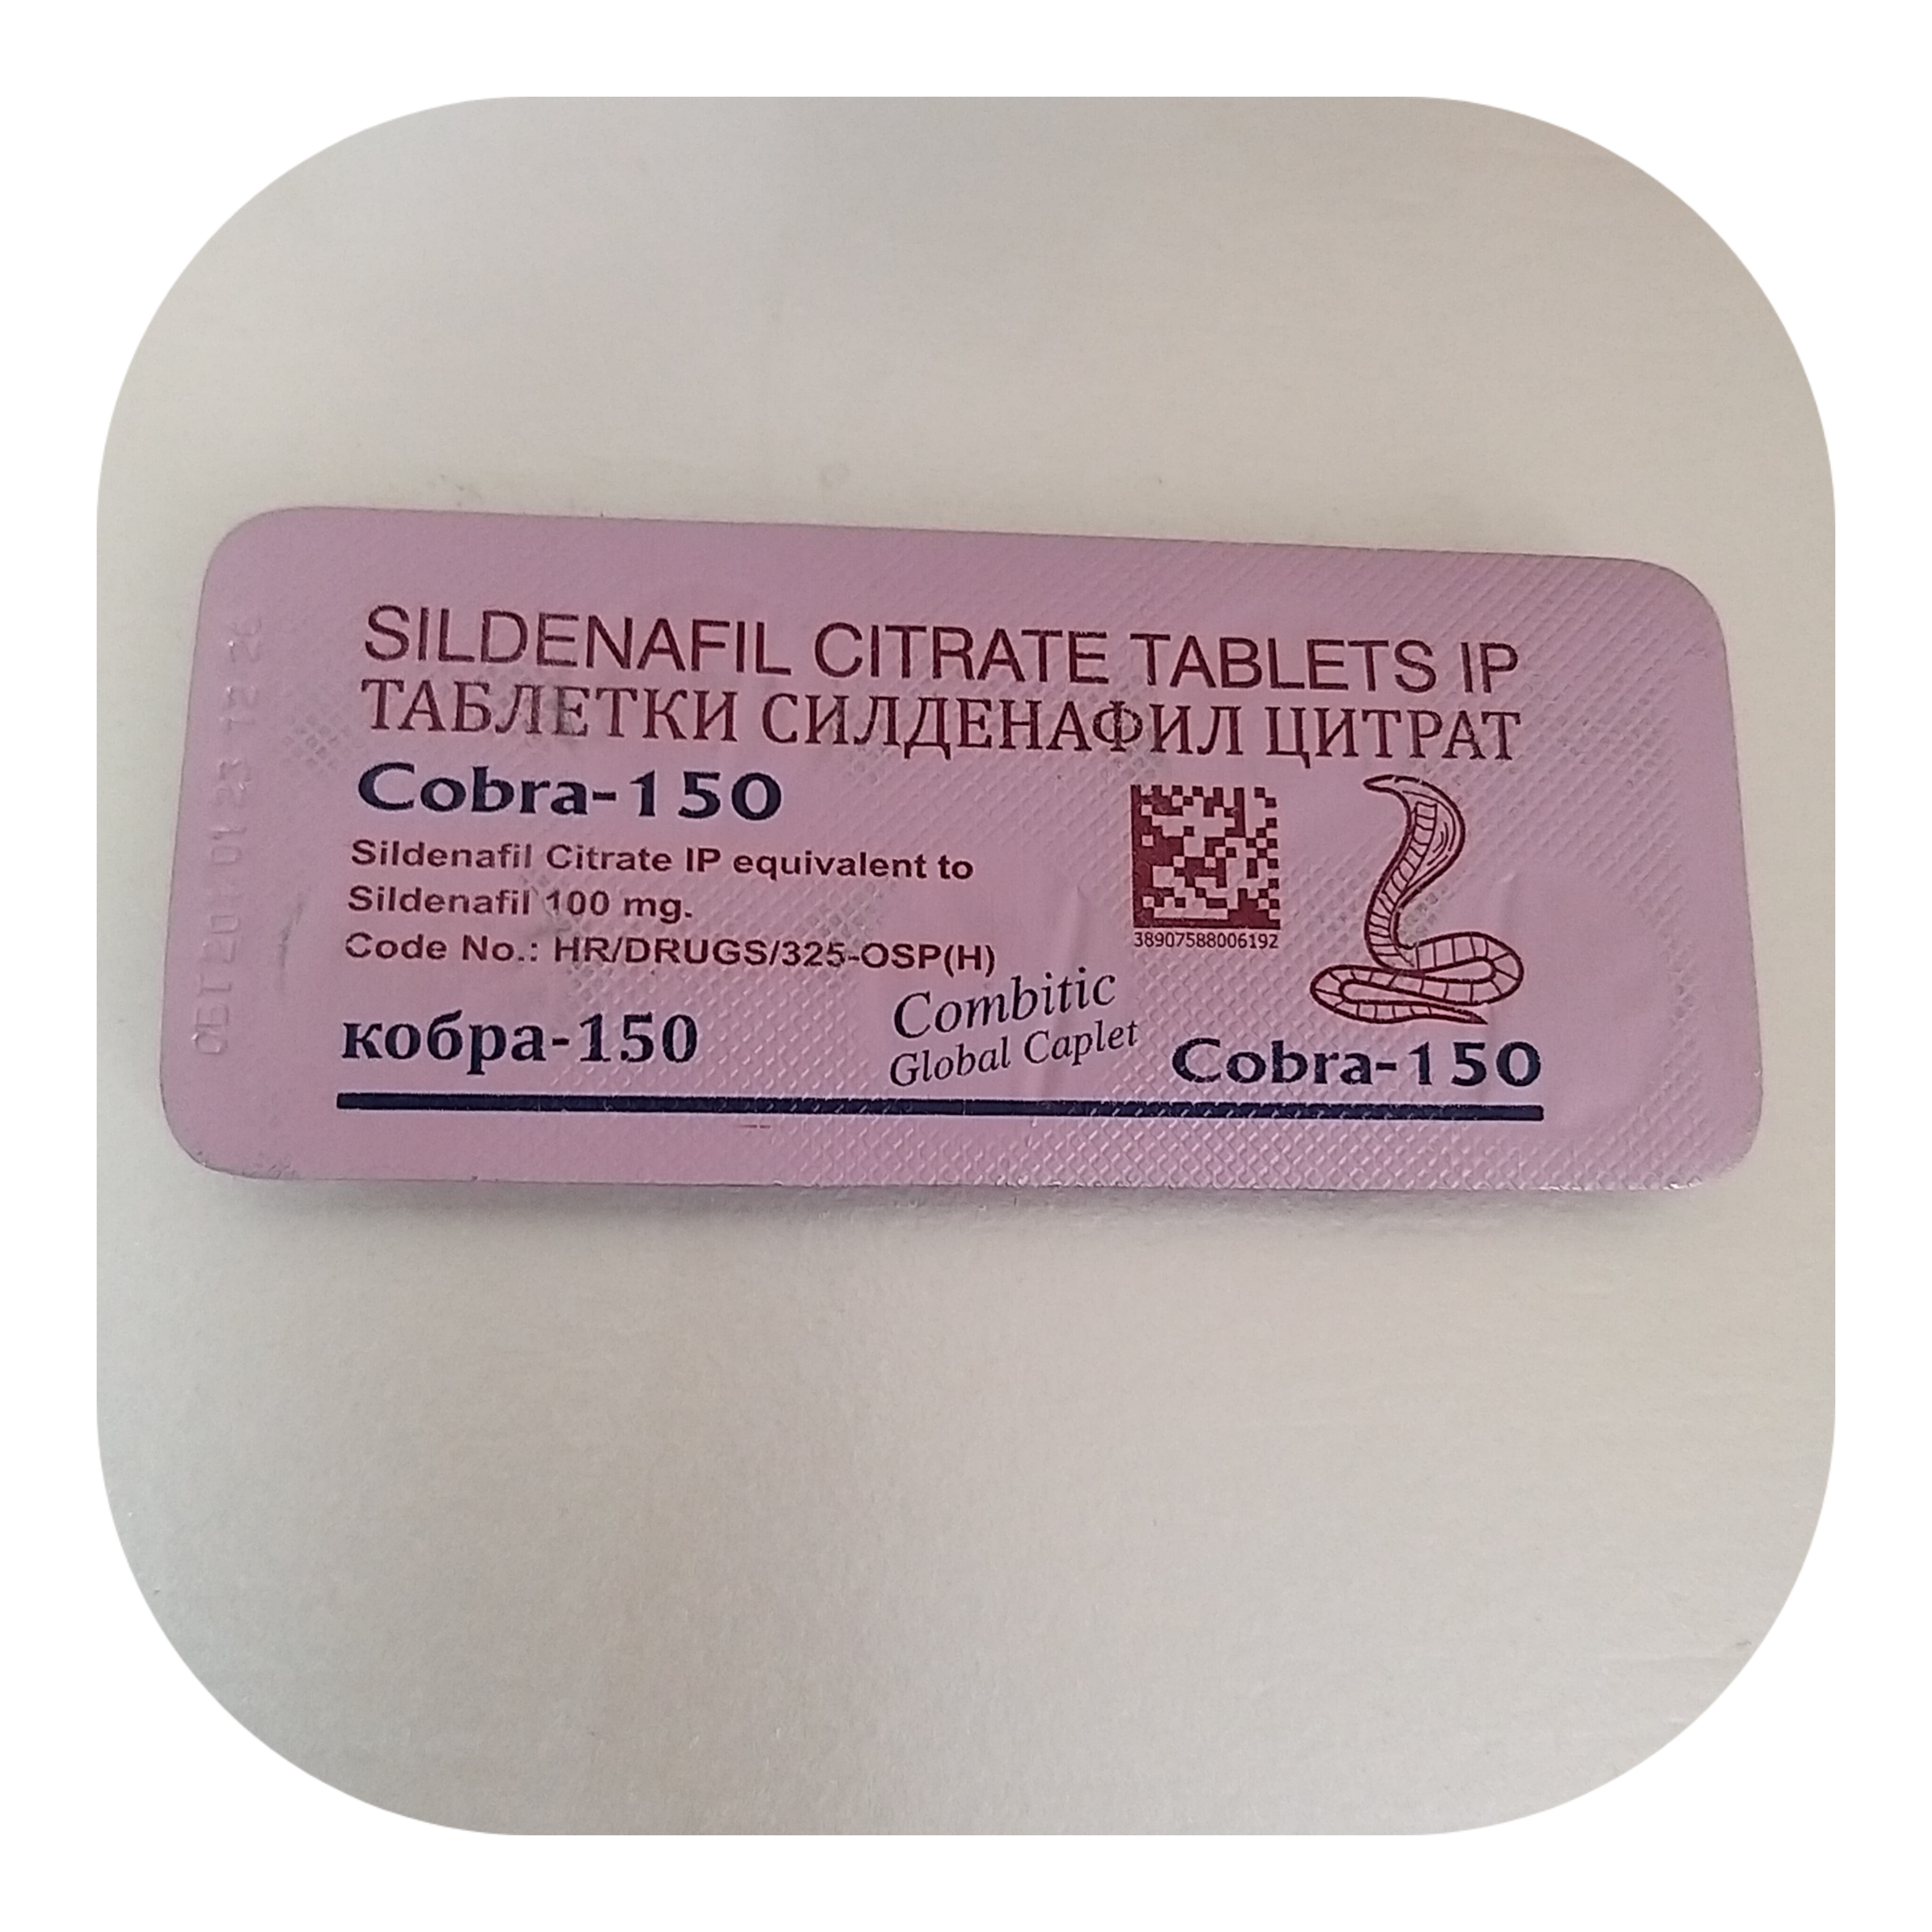 SILDENAFIL CITRATE TABLETS IP
ТАБЛЕТКИ СИЛДЕНАФИЛ ЦИТРАТ
Cobra-150
Sildenafil Citrate IP equivalent to
Sildenafil 100 mg.
Code No.: HR/DRUGS/325-OSP(H)
38907588006192
кобра-150
Combitic
Global Caplet
Cobra-150